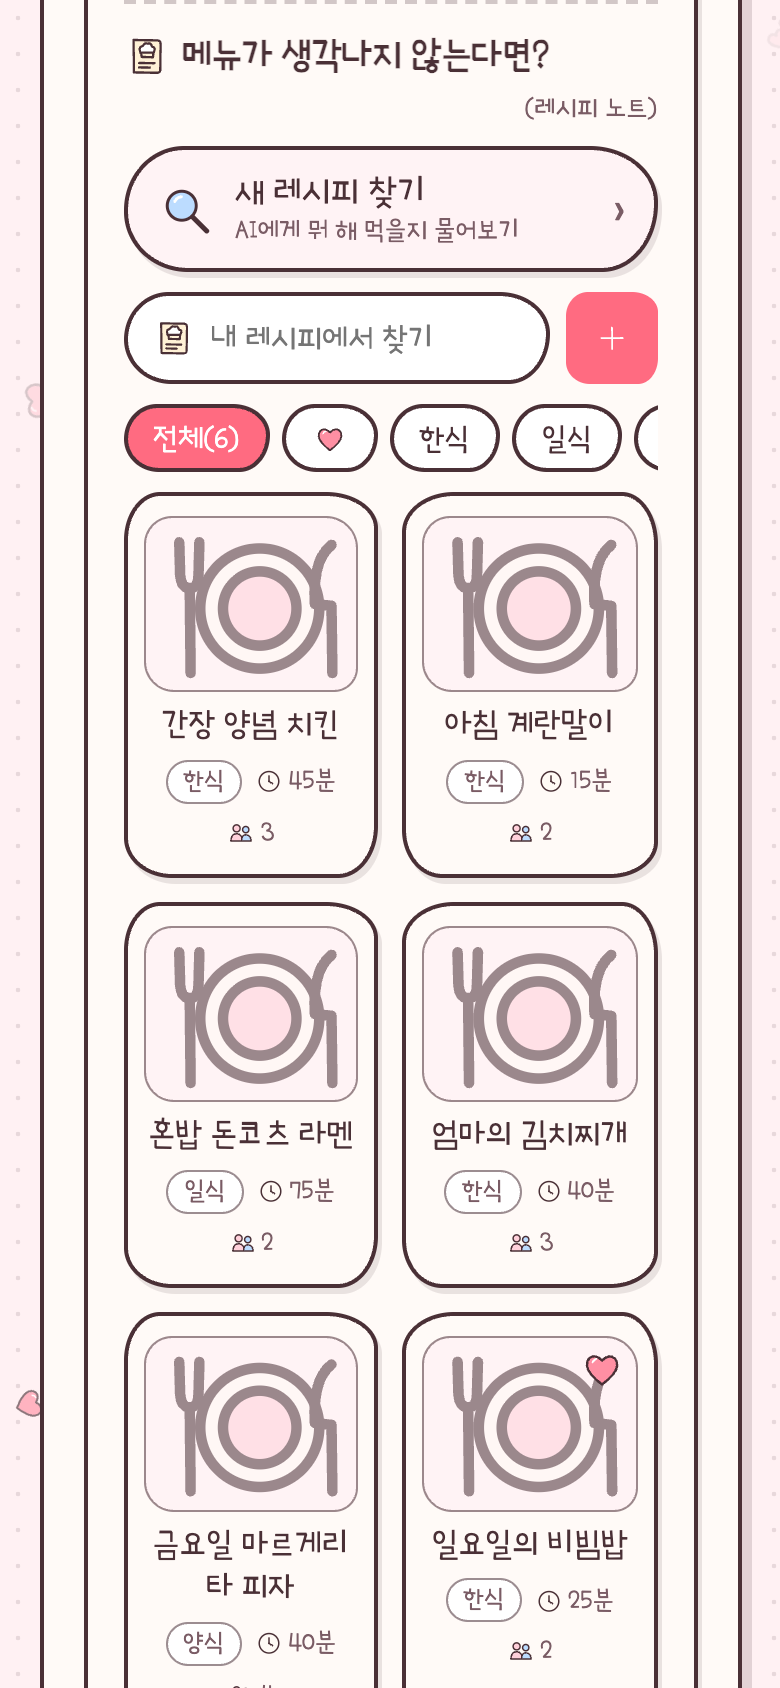 메뉴가 생각나지 않는다면?
(레시피 노트)
새 레시피 찾기
AI에게 뭐 해 먹을지 물어보기
›
내 레시피에서 찾기
+
전체(6) 한식 일식
간장 양념 치킨
한식 45분
3
아침 계란말이
한식 15분
2
혼밥 돈코츠 라멘
일식 75분
2
엄마의 김치찌개
한식 40분
3
금요일 마르게리
타 피자
양식 40분
일요일의 비빔밥
한식 25분
2